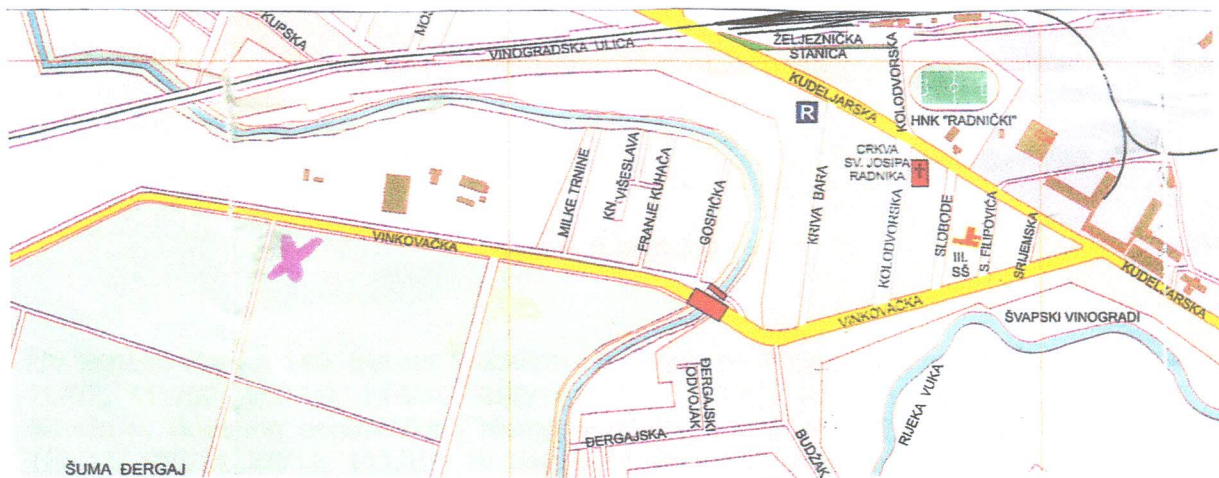 KUPSKA
VINOGRADSKA ULICA
ŽELJEZNIČKA
STANICA
KUDELJARSKA
KOLODVORSKA
HNK "RADNIČKI"
R
CRKVA
SV. JOSIPA
RADNIKA
MILKE TRNINE
KN. VIŠESLAVA
FRANJE KUHAČA
GOSPIČKA
KRIVA BARA
KOLODVORSKA
SLOBODE
III.
SŠ
S. FILIPOVIĆA
SRIJEMSKA
KUDELJARSKA
VINKOVAČKA
VINKOVAČKA
ŠVAPSKI VINOGRADI
RIJEKA VUKA
ĐERGAJSKI
ODVOJAK
ĐERGAJSKA
BUDŽAK
ŠUMA ĐERGAJ